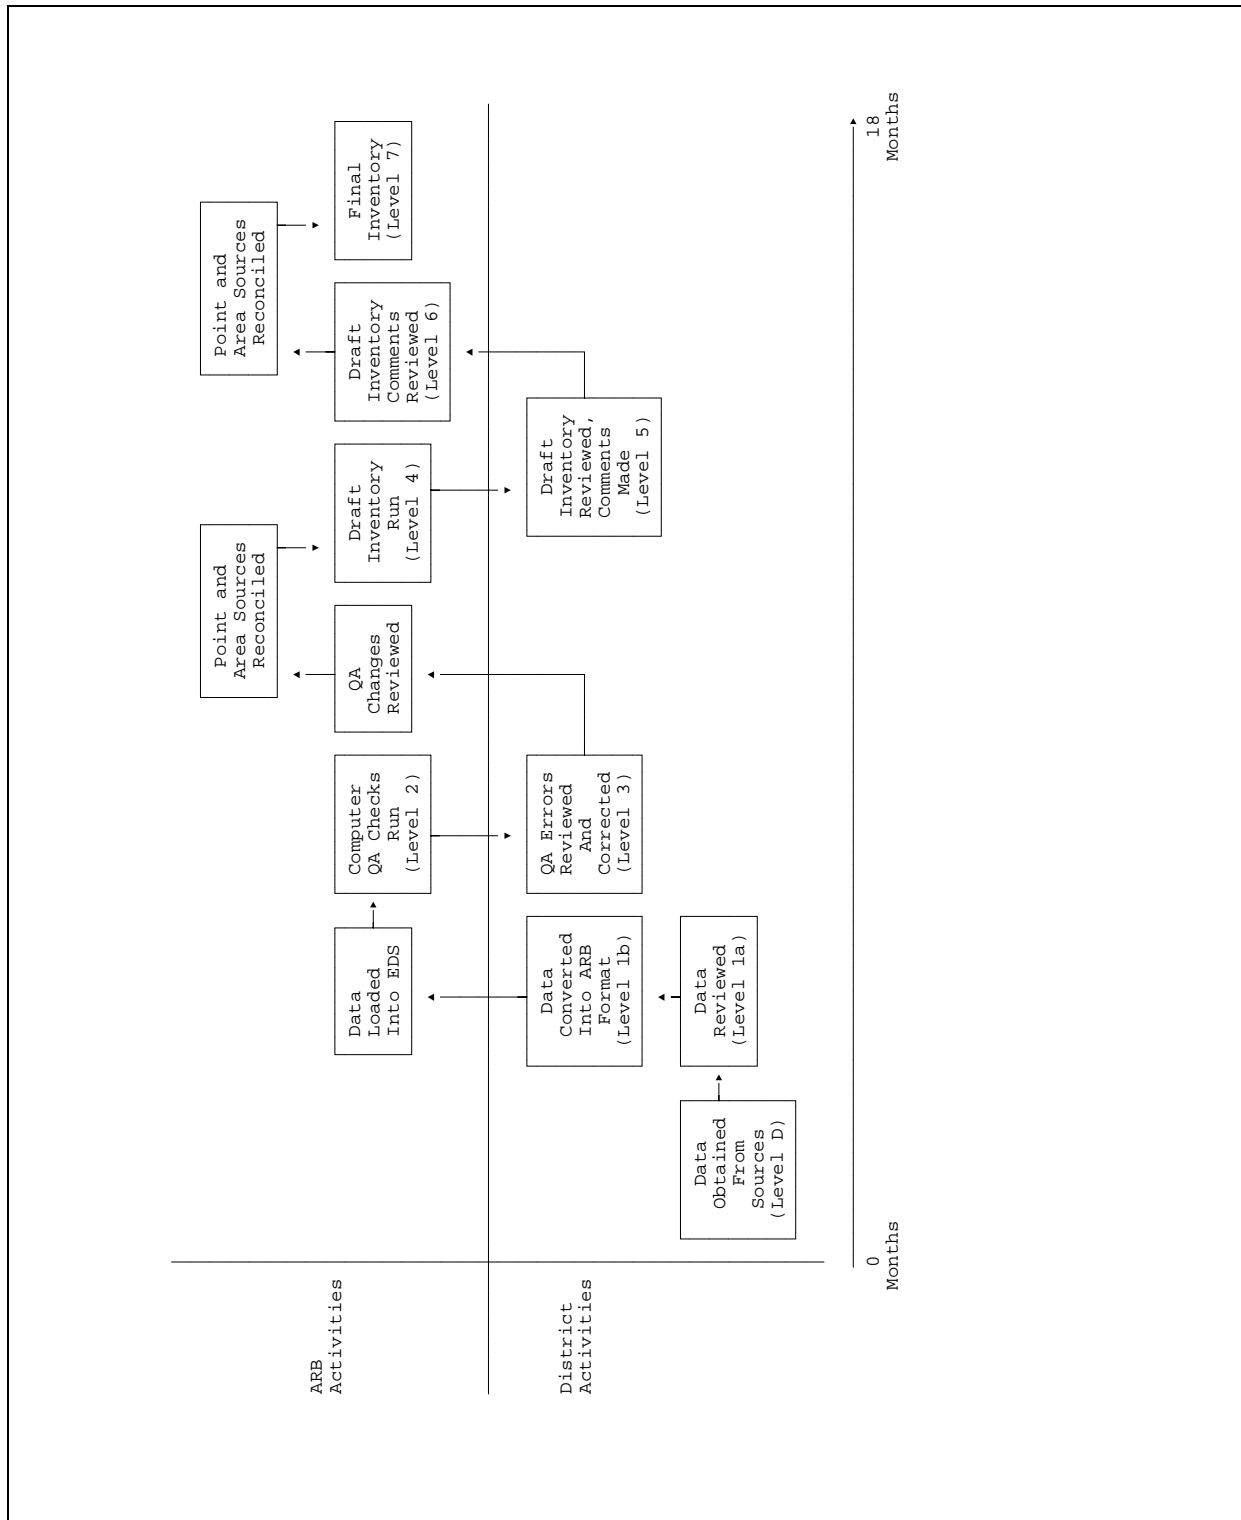 ARB
Activities
Point and
Area Sources
Reconciled
Point and
Area Sources
Reconciled
Data
Loaded
Into EDS
Computer
QA Checks
Run
(Level 2)
QA
Changes
Reviewed
Draft
Inventory
Run
(Level 4)
Draft
Inventory
Comments
Reviewed
(Level 6)
Final
Inventory
(Level 7)
District
Activities
Data
Converted
Into ARB
Format
(Level 1b)
QA Errors
Reviewed
And
Corrected
(Level 3)
Draft
Inventory
Reviewed,
Comments
Made
(Level 5)
Data
Obtained
From
Sources
(Level D)
Data
Reviewed
(Level 1a)
0
Months
18
Months